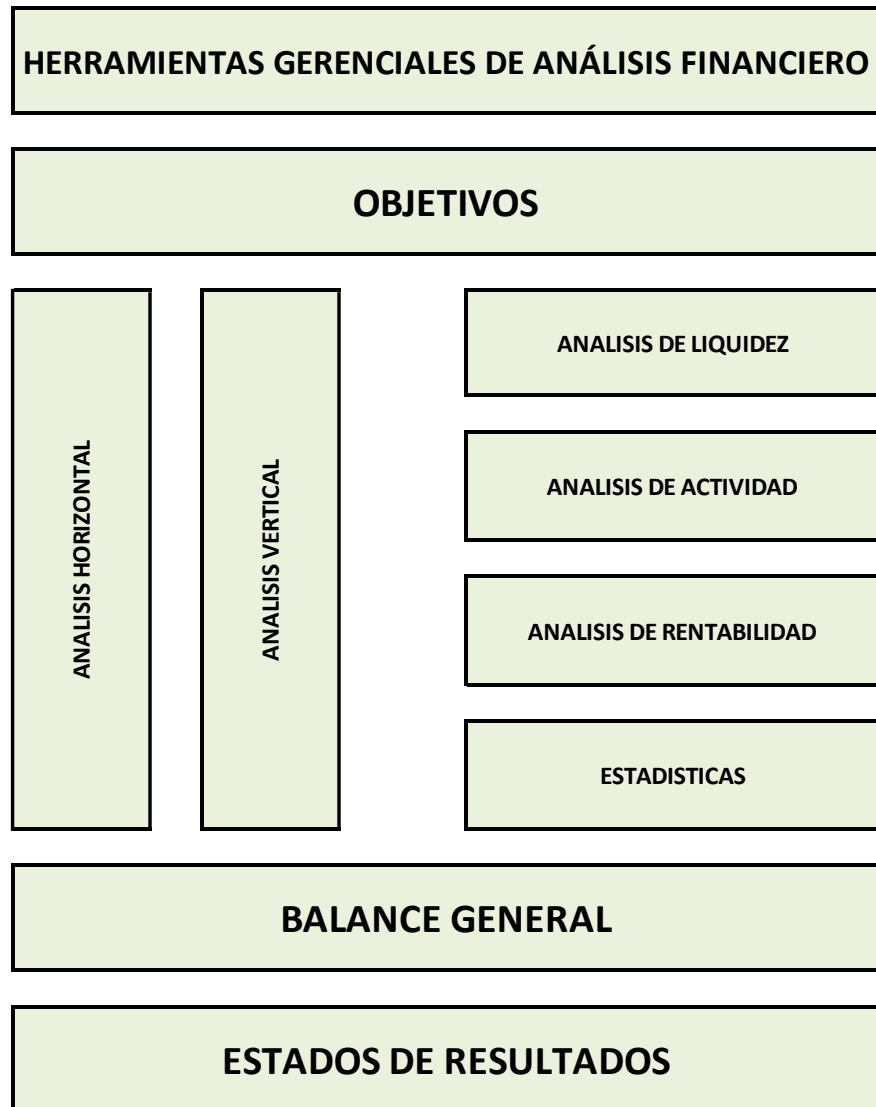 HERRAMIENTAS GERENCIALES DE ANÁLISIS FINANCIERO
OBJETIVOS
ANALISIS HORIZONTAL
ANALISIS VERTICAL
ANALISIS DE LIQUIDEZ
ANALISIS DE ACTIVIDAD
ANALISIS DE RENTABILIDAD
ESTADISTICAS
BALANCE GENERAL
ESTADOS DE RESULTADOS